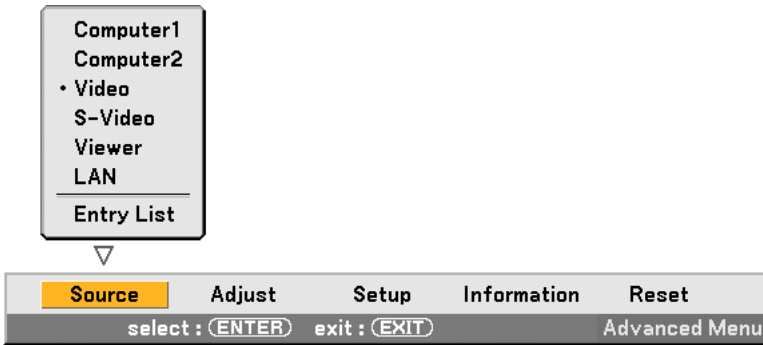 Computer1
Computer2
• Video
S-Video
Viewer
LAN
Entry List
Source Adjust Setup Information Reset
select : ENTER exit : EXIT Advanced Menu